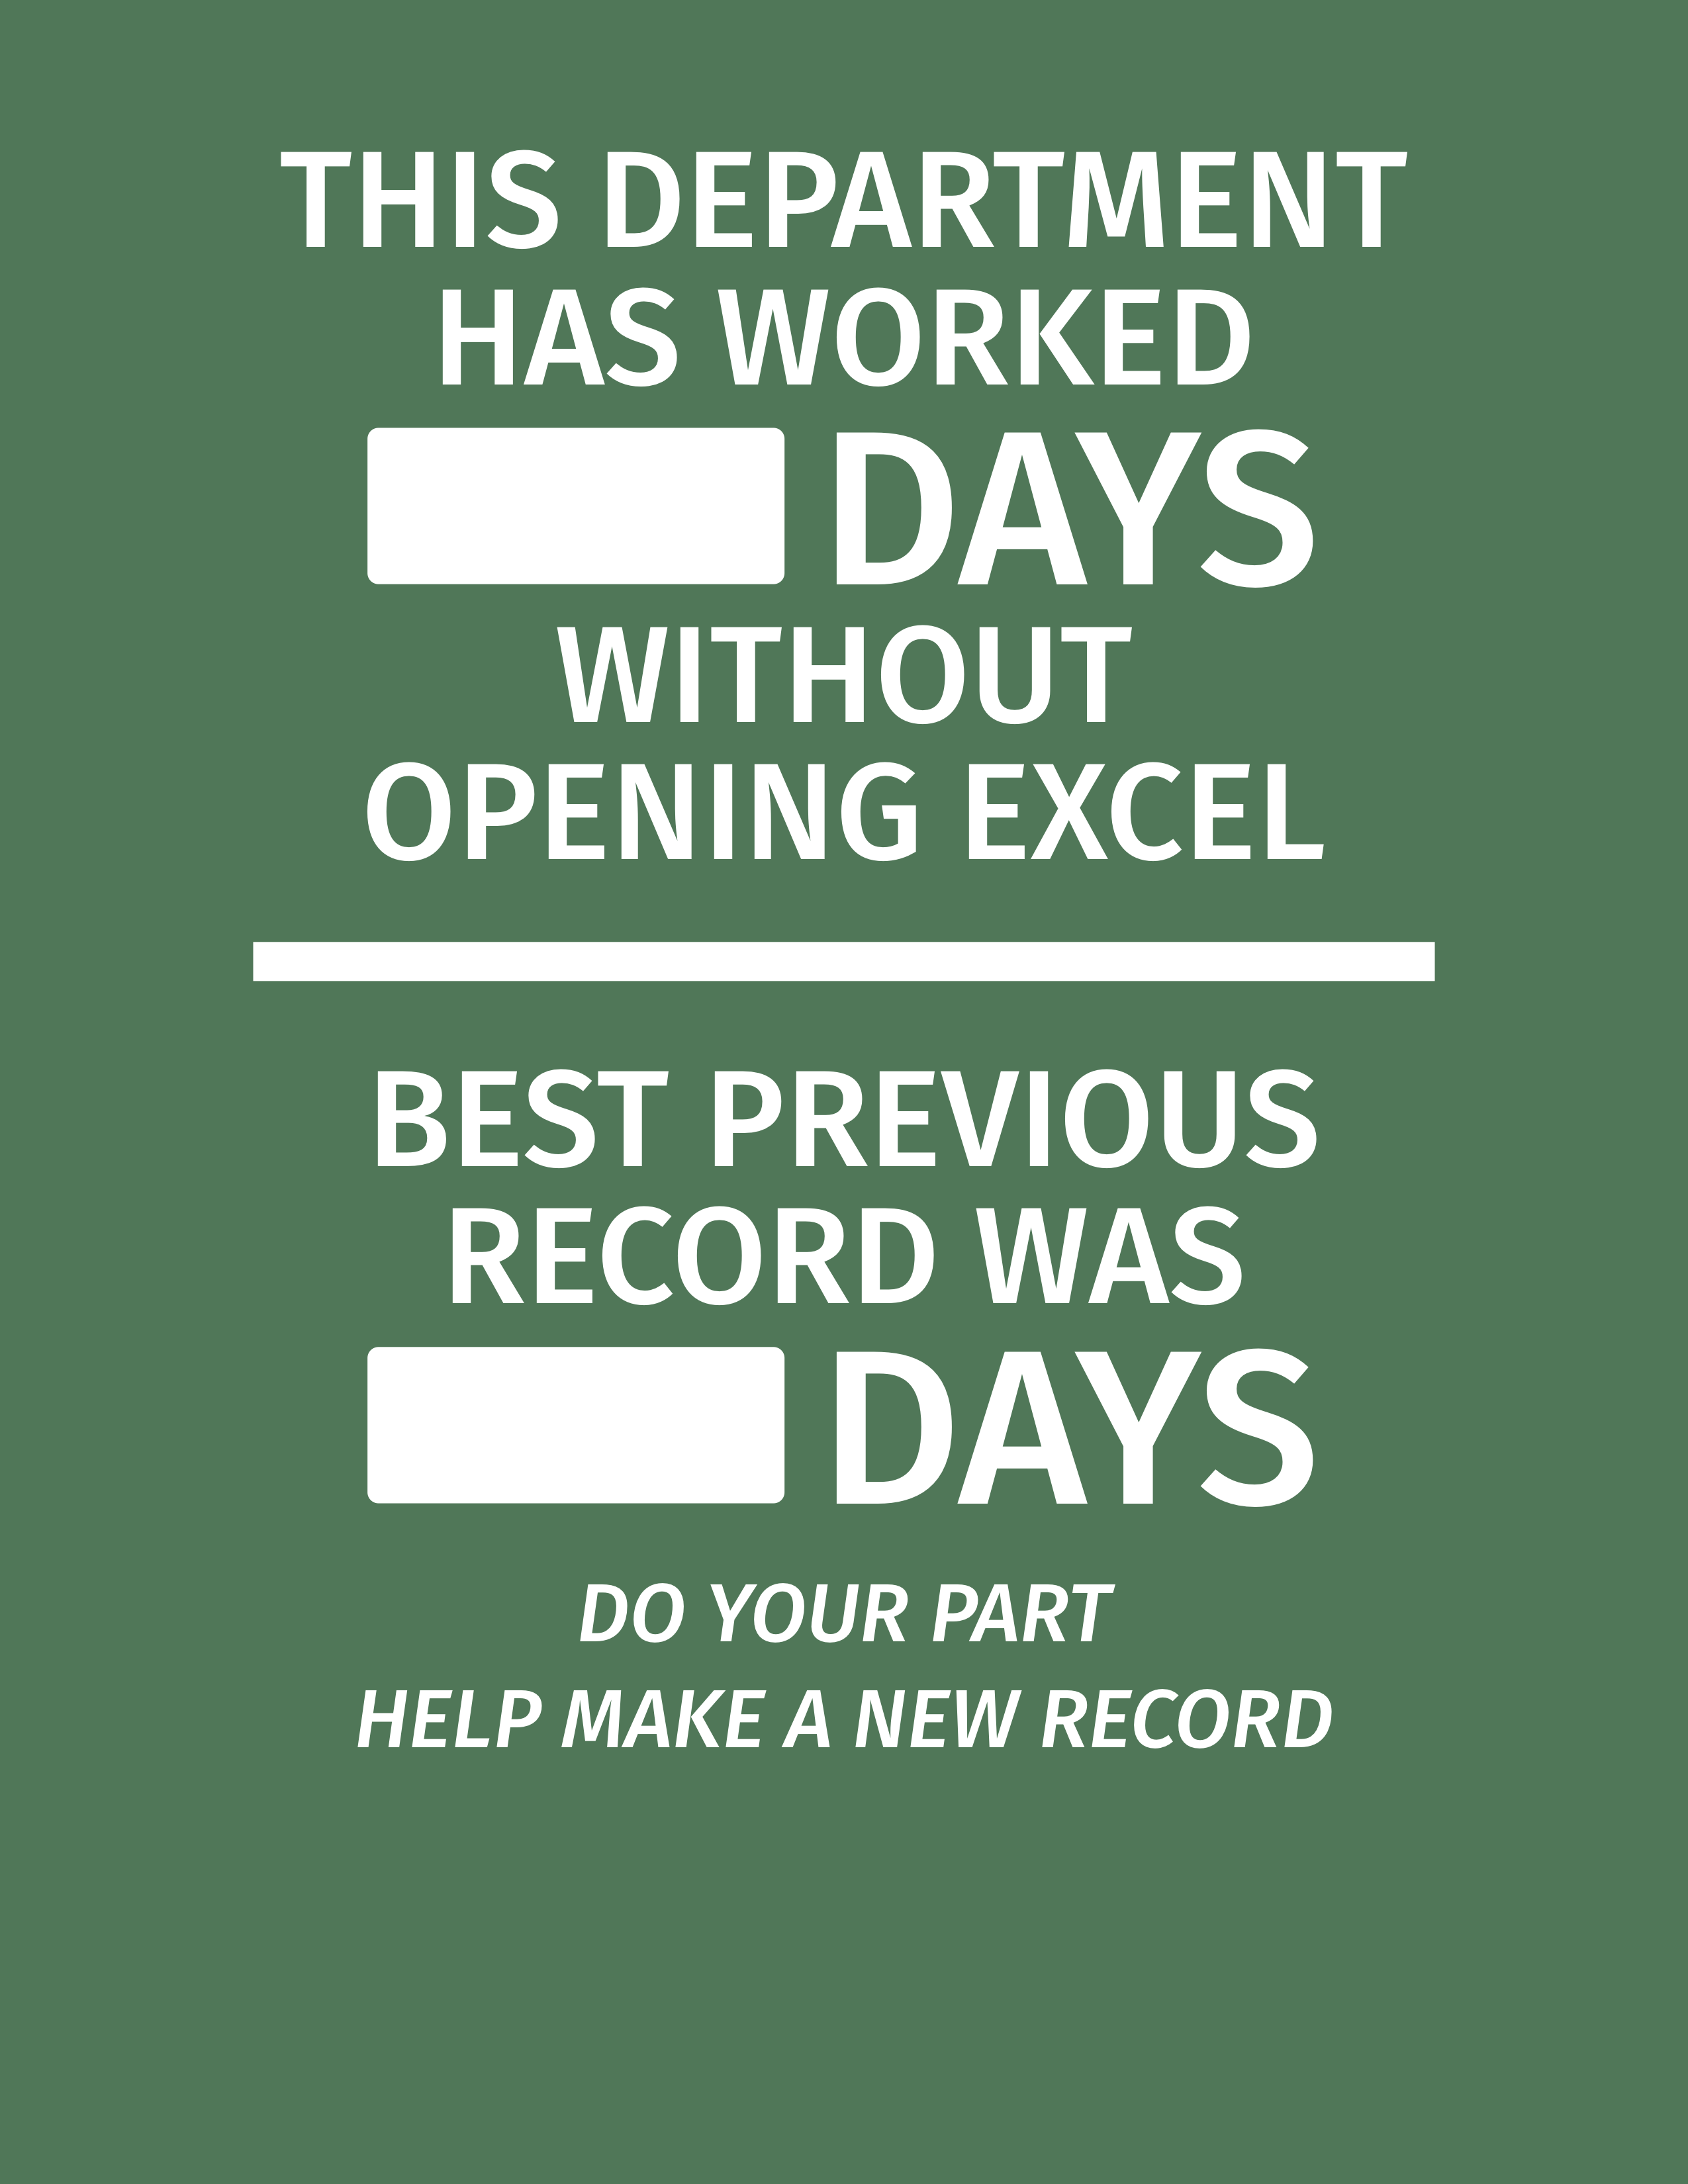 THIS DEPARTMENT
HAS WORKED
DAYS
WITHOUT
OPENING EXCEL
BEST PREVIOUS
RECORD WAS
DAYS
DO YOUR PART
HELP MAKE A NEW RECORD